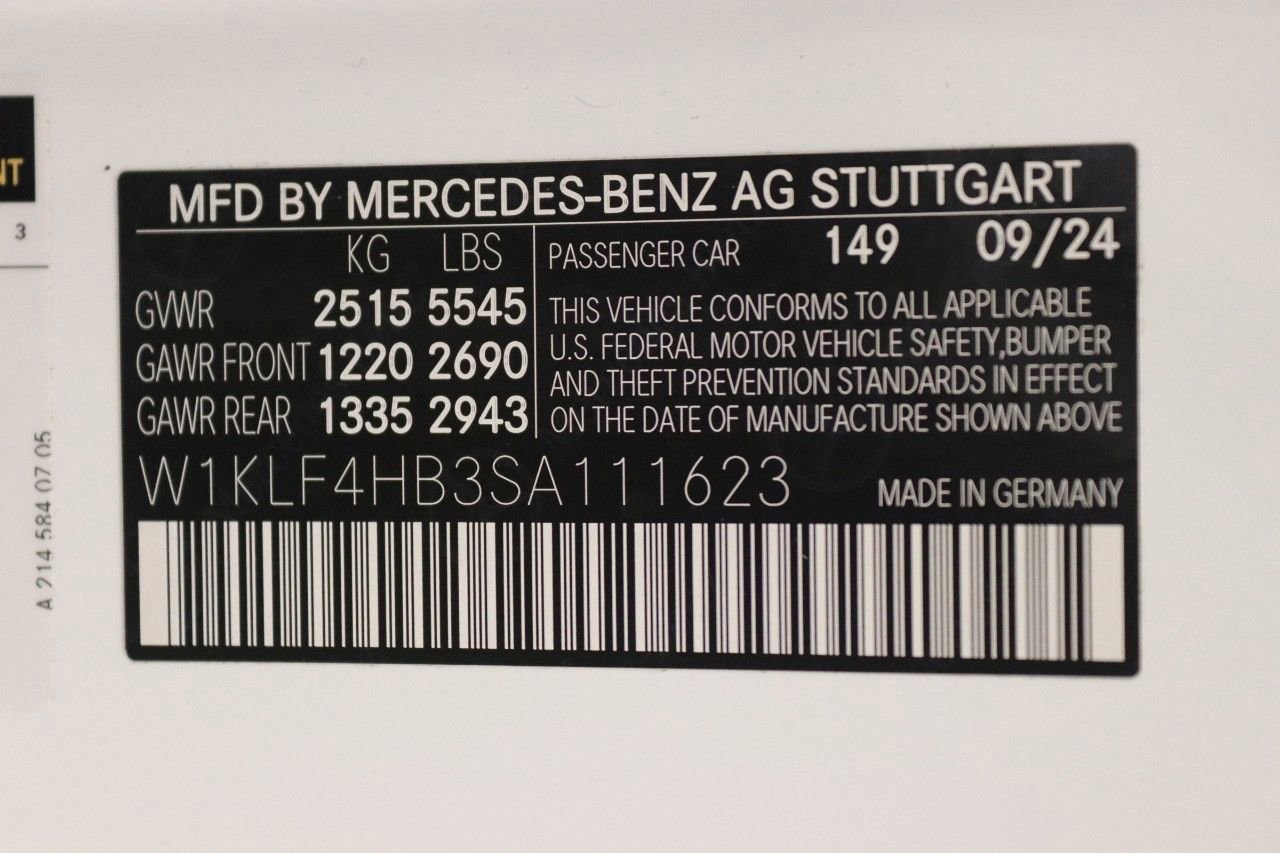 NT
3
A 214 584 07 05
MFD BY MERCEDES-BENZ AG STUTTGART
KG LBS
GVWR 2515 5545
GAWR FRONT 1220 2690
GAWR REAR 1335 2943
PASSENGER CAR 149 09/24
THIS VEHICLE CONFORMS TO ALL APPLICABLE
U.S. FEDERAL MOTOR VEHICLE SAFETY,BUMPER
AND THEFT PREVENTION STANDARDS IN EFFECT
ON THE DATE OF MANUFACTURE SHOWN ABOVE
W1KLF4HB3SA111623
MADE IN GERMANY